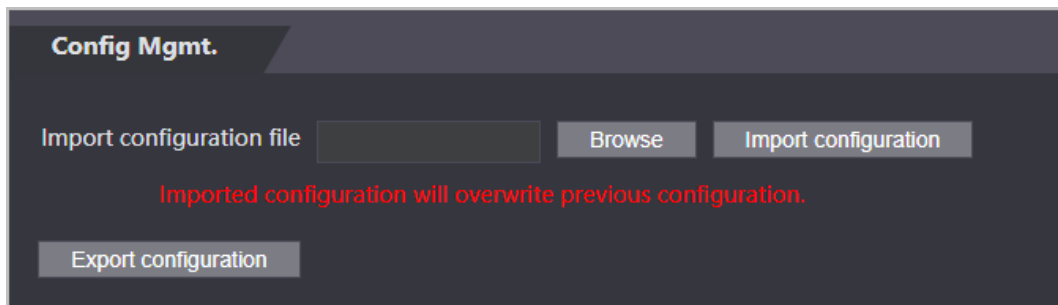 Config Mgmt.
Import configuration file Browse Import configuration
Imported configuration will overwrite previous configuration.
Export configuration